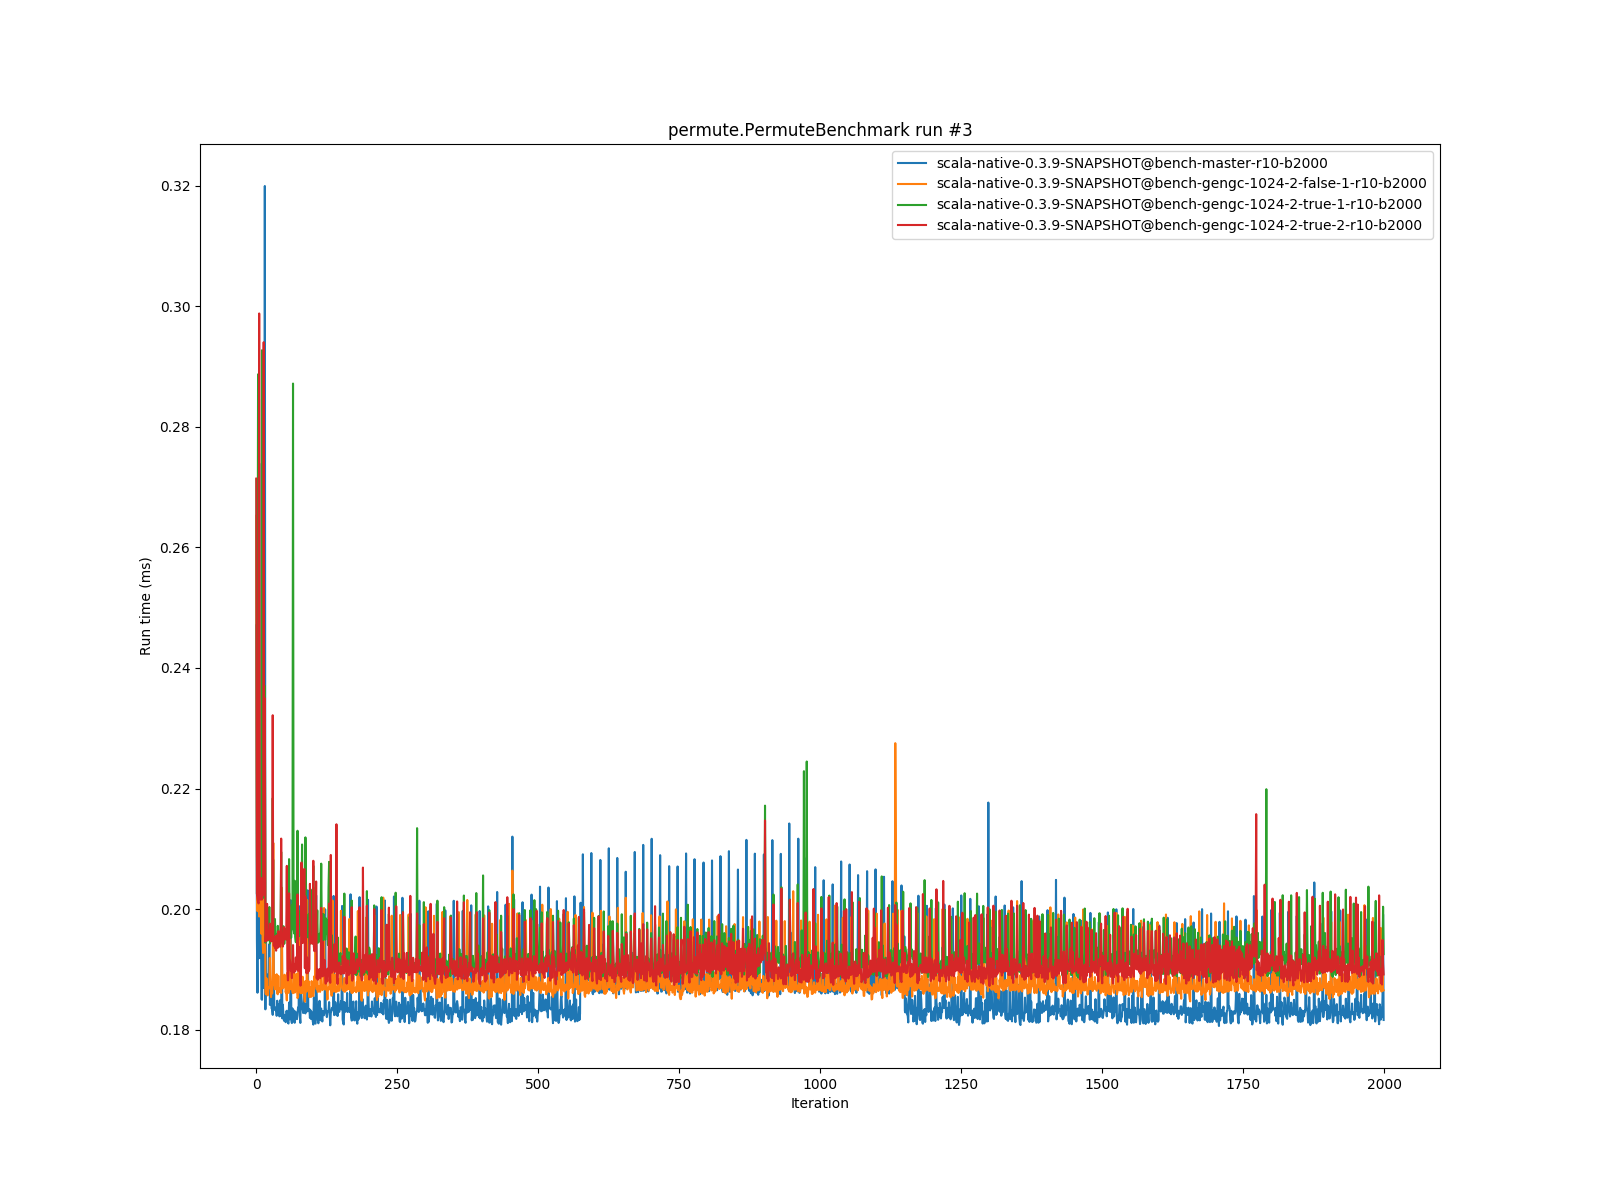 permute.PermuteBenchmark run #3
scala-native-0.3.9-SNAPSHOT@bench-master-r10-b2000
scala-native-0.3.9-SNAPSHOT@bench-gengc-1024-2-false-1-r10-b2000
scala-native-0.3.9-SNAPSHOT@bench-gengc-1024-2-true-1-r10-b2000
scala-native-0.3.9-SNAPSHOT@bench-gengc-1024-2-true-2-r10-b2000
0.32
0.30
0.28
0.26
0.24
0.22
0.20
0.18
Run time (ms)
0 250 500 750 1000 1250 1500 1750 2000
Iteration